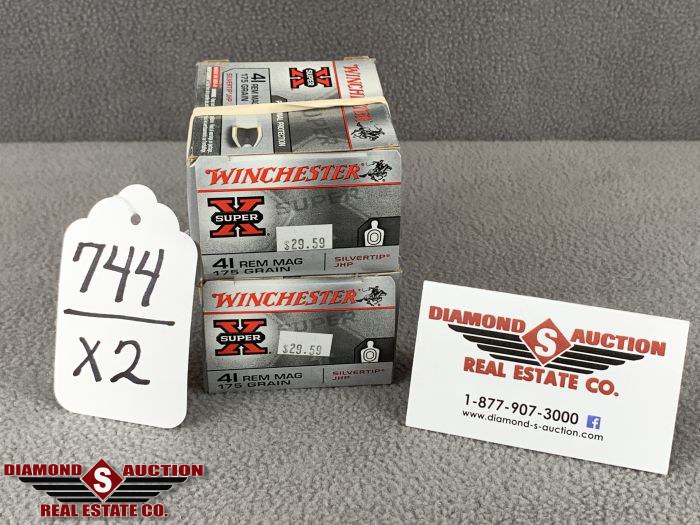 WINCHESTER
X
SUPER
41 REM MAG
175 GRAIN
SILVERTIP® JHP
WINCHESTER
X
SUPER
$29.59
41 REM MAG
175 GRAIN
SILVERTIP®
JHP
WINCHESTER
X
SUPER
$29.59
41 REM MAG
175 GRAIN
SILVERTIP®
JHP
744
X2
DIAMOND S AUCTION
REAL ESTATE CO.
1-877-907-3000
www.diamond-s-auction.com
DIAMOND S AUCTION
REAL ESTATE CO.